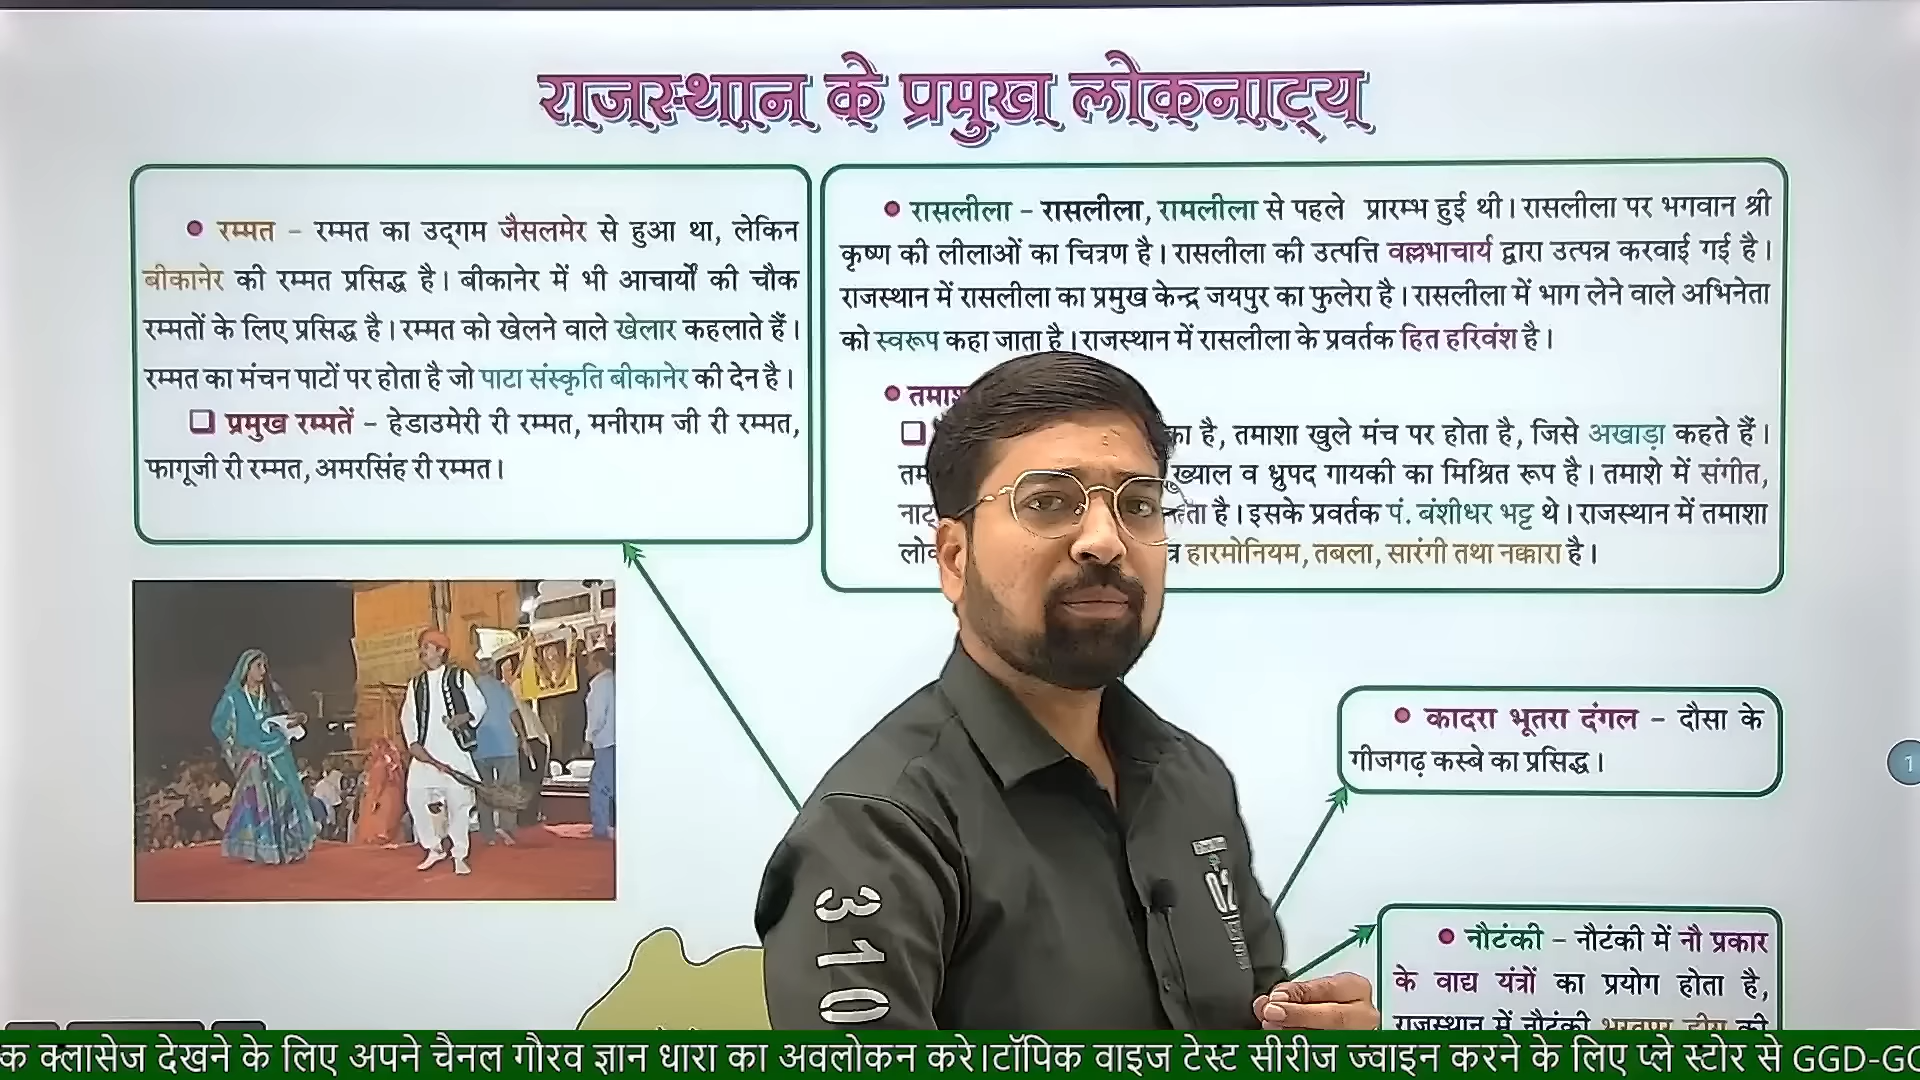 राजस्थान के प्रमुख लोकनाट्य
रम्मत – रम्मत का उद्‌गम जैसलमेर से हुआ था, लेकिन
बीकानेर की रम्मत प्रसिद्ध है। बीकानेर में भी आचार्यों की चौक
रम्मतों के लिए प्रसिद्ध है। रम्मत को खेलने वाले खेलार कहलाते हैं।
रम्मत का मंचन पाटों पर होता है जो पाटा संस्कृति बीकानेर की देन है।
प्रमुख रम्मतें – हेडाउमेरी री रम्मत, मनीराम जी री रम्मत,
फागूजी री रम्मत, अमरसिंह री रम्मत।
रासलीला – रासलीला, रामलीला से पहले प्रारम्भ हुई थी। रासलीला पर भगवान श्री
कृष्ण की लीलाओं का चित्रण है। रासलीला की उत्पत्ति वल्लभाचार्य द्वारा उत्पन्न करवाई गई है।
राजस्थान में रासलीला का प्रमुख केन्द्र जयपुर का फुलेरा है। रासलीला में भाग लेने वाले अभिनेता
को स्वरूप कहा जाता है। राजस्थान में रासलीला के प्रवर्तक हित हरिवंश है।
का है, तमाशा खुले मंच पर होता है, जिसे अखाड़ा कहते हैं।
ख्याल व ध्रुपद गायकी का मिश्रित रूप है। तमाशे में संगीत,
है। इसके प्रवर्तक पं. बंशीधर भट्ट थे। राजस्थान में तमाशा
हारमोनियम, तबला, सारंगी तथा नक्कारा है।
कादरा भूतरा दंगल – दौसा के
गीजगढ़ कस्बे का प्रसिद्ध।
1
नौटंकी – नौटंकी में नौ प्रकार
के वाद्य यंत्रों का प्रयोग होता है,
राजस्थान में नौटंकी भरतपुर डीग की
310
02
क क्लासेज देखने के लिए अपने चैनल गौरव ज्ञान धारा का अवलोकन करे।टॉपिक वाइज टेस्ट सीरीज ज्वाइन करने के लिए प्ले स्टोर से GGD-GC